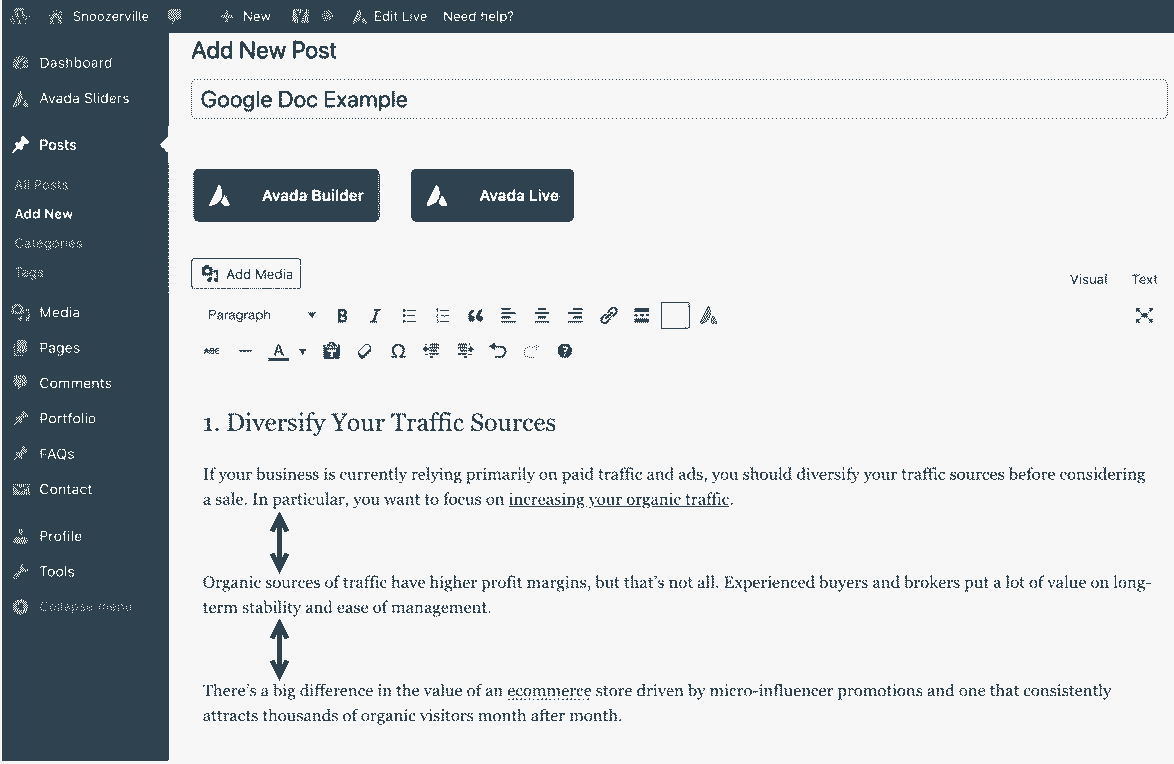 Snoozerville New Edit Live Need help?
Dashboard
Avada Sliders
Posts
All Posts
Add New
Categories
Tags
Media
Pages
Comments
Portfolio
FAQs
Contact
Profile
Tools
Collapse menu
Add New Post
Google Doc Example
Avada Builder Avada Live
Add Media
Visual Text
Paragraph B I
ABC A Ω ?
1. Diversify Your Traffic Sources
If your business is currently relying primarily on paid traffic and ads, you should diversify your traffic sources before considering
a sale. In particular, you want to focus on increasing your organic traffic.
Organic sources of traffic have higher profit margins, but that's not all. Experienced buyers and brokers put a lot of value on long-
term stability and ease of management.
There's a big difference in the value of an ecommerce store driven by micro-influencer promotions and one that consistently
attracts thousands of organic visitors month after month.